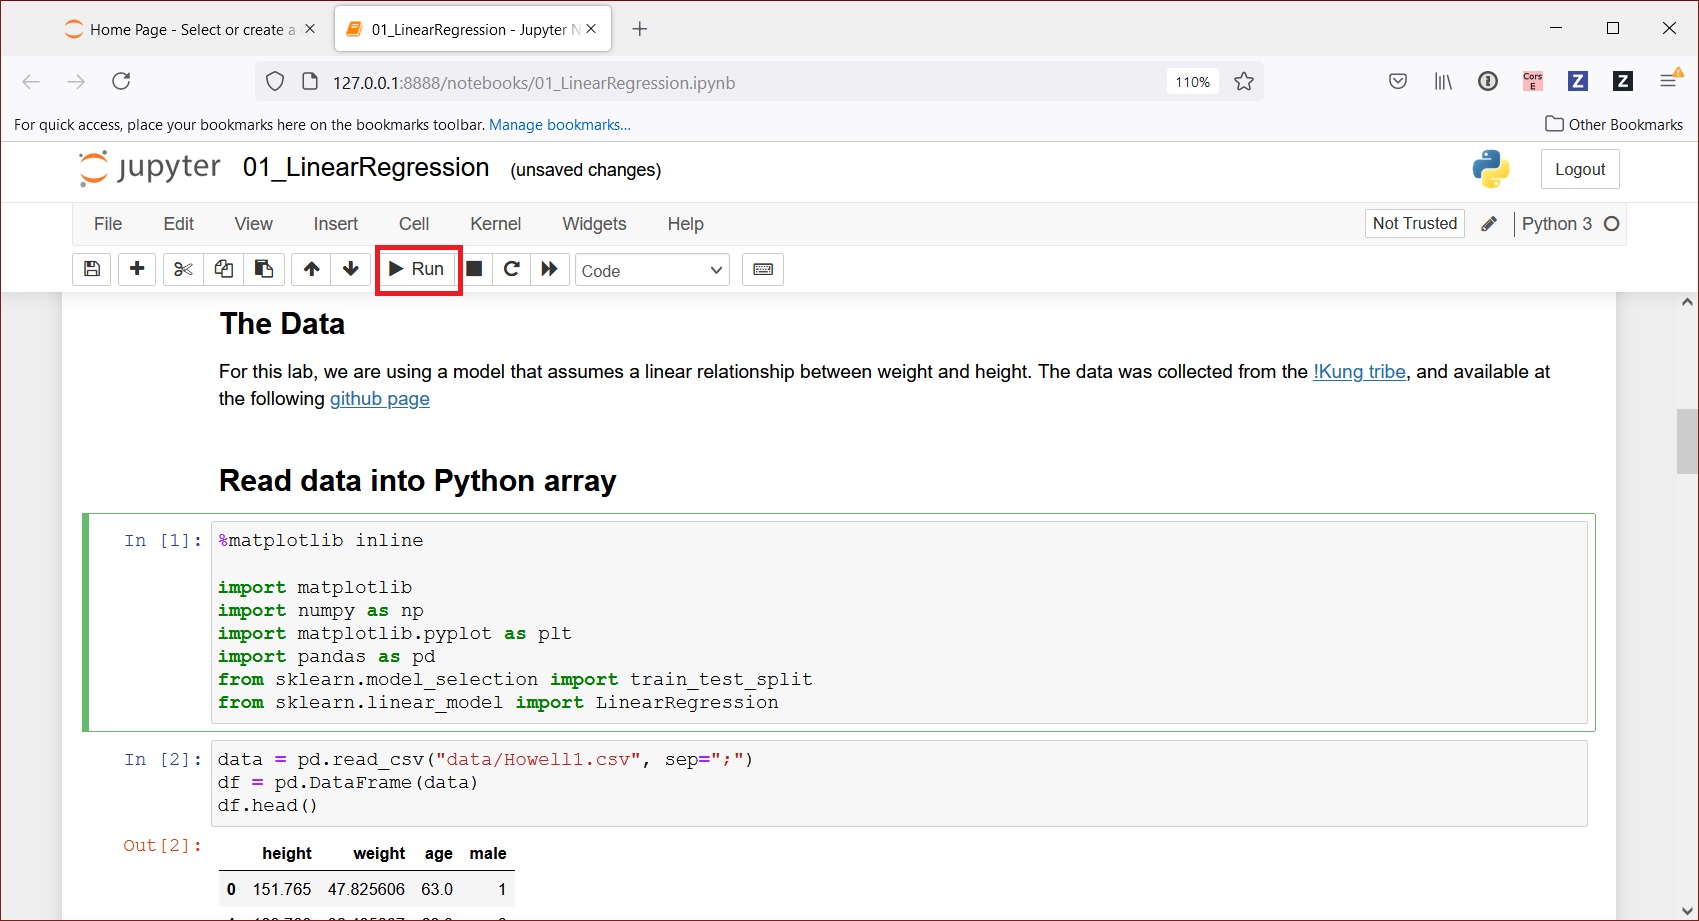 Home Page - Select or create a
01_LinearRegression - Jupyter N
127.0.0.1:8888/notebooks/01_LinearRegression.ipynb
110%
Cors E
Z
Z
For quick access, place your bookmarks here on the bookmarks toolbar. Manage bookmarks...
Other Bookmarks
jupyter 01_LinearRegression (unsaved changes)
Logout
File Edit View Insert Cell Kernel Widgets Help
Not Trusted
Python 3
Run
Code
The Data
For this lab, we are using a model that assumes a linear relationship between weight and height. The data was collected from the !Kung tribe, and available at
the following github page
Read data into Python array
In [1]: %matplotlib inline
import matplotlib
import numpy as np
import matplotlib.pyplot as plt
import pandas as pd
from sklearn.model_selection import train_test_split
from sklearn.linear_model import LinearRegression
In [2]: data = pd.read_csv("data/Howell1.csv", sep=";")
df = pd.DataFrame(data)
df.head()
Out[2]:
height weight age male
0 151.765 47.825606 63.0 1